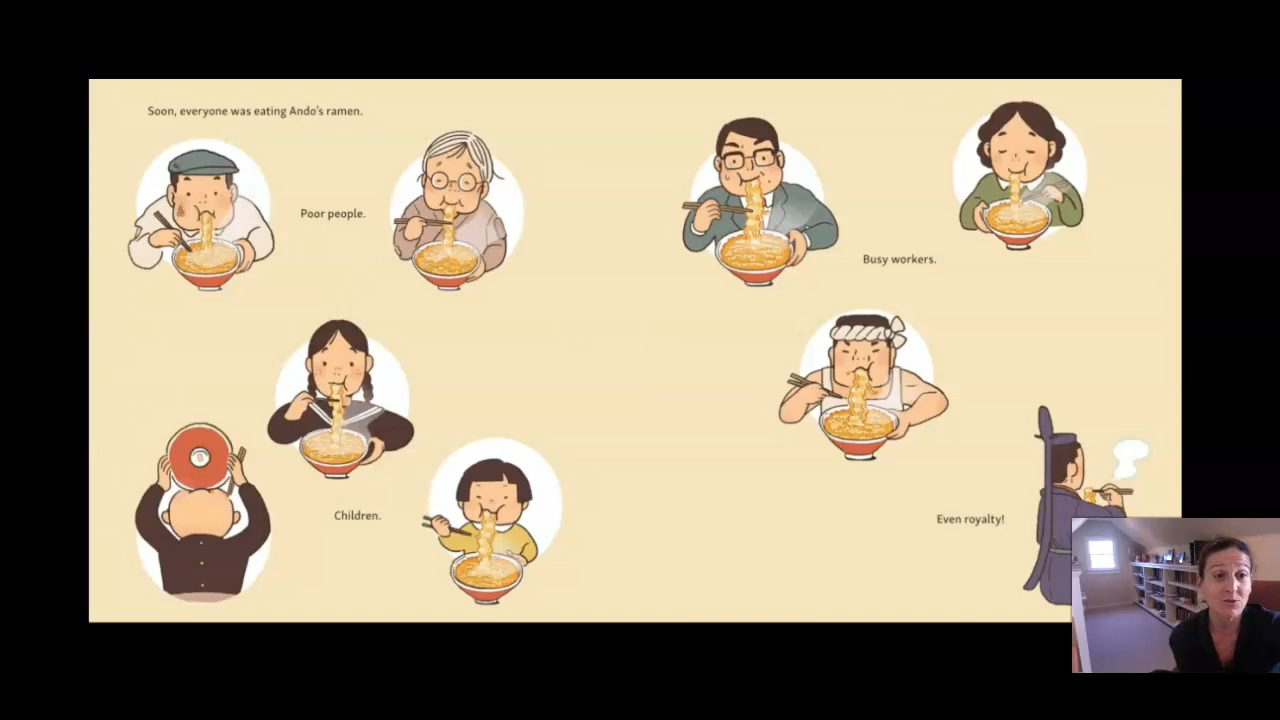 Soon, everyone was eating Ando's ramen.
Poor people.
Busy workers.
Children.
Even royalty!